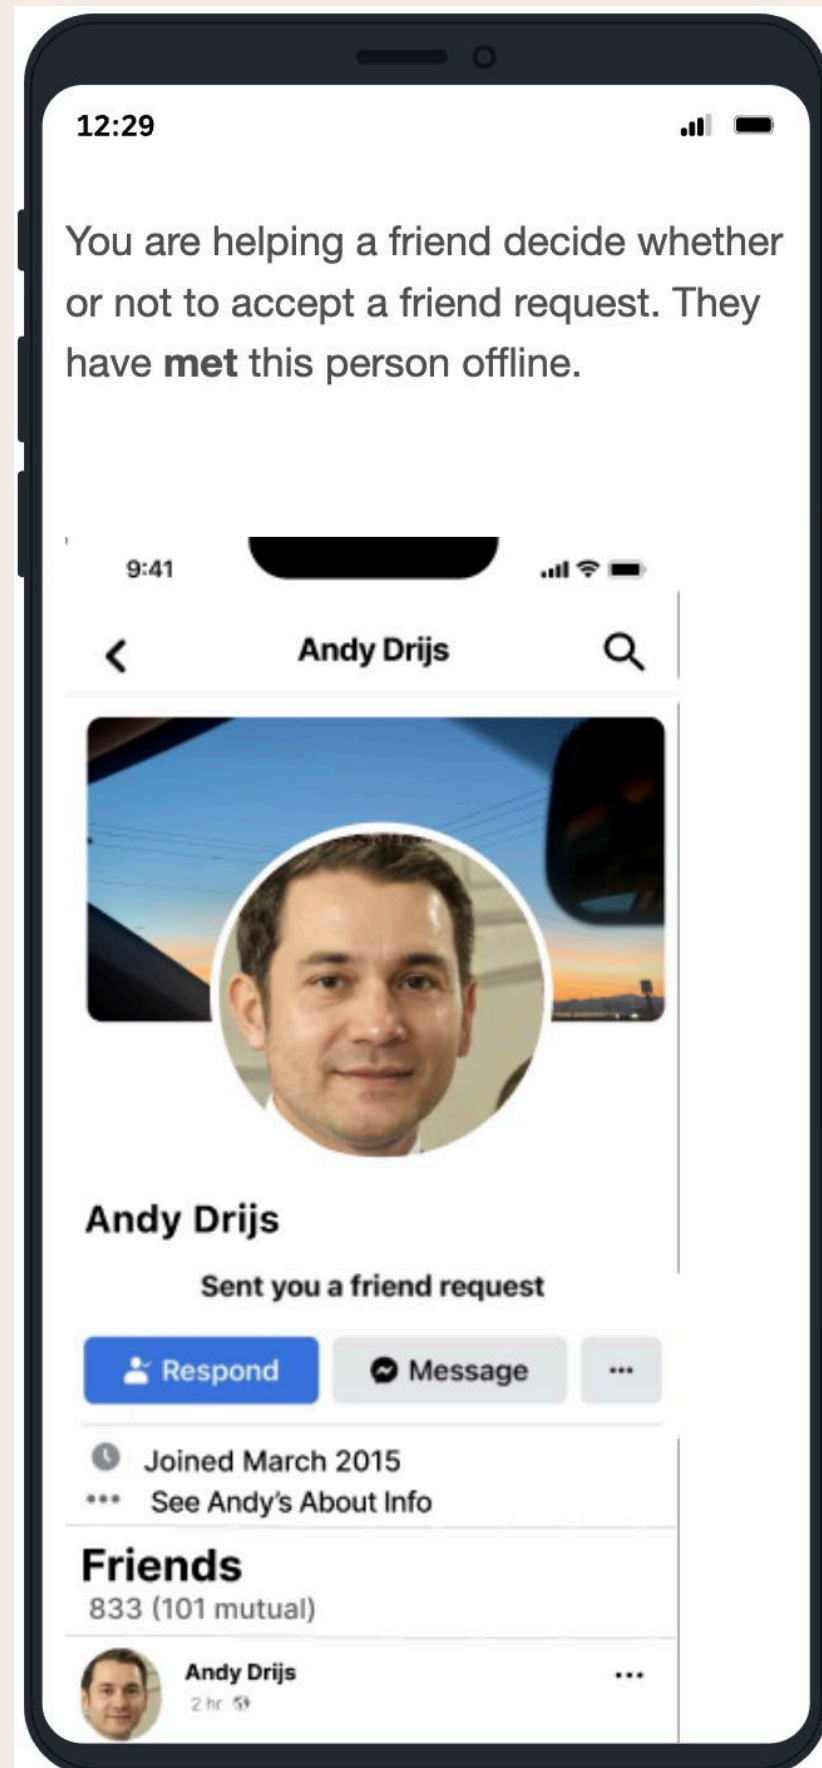 12:29
You are helping a friend decide whether
or not to accept a friend request. They
have met this person offline.
9:41
Andy Drijs
Andy Drijs
Sent you a friend request
Respond
Message
Joined March 2015
See Andy's About Info
Friends
833 (101 mutual)
Andy Drijs
2 hr